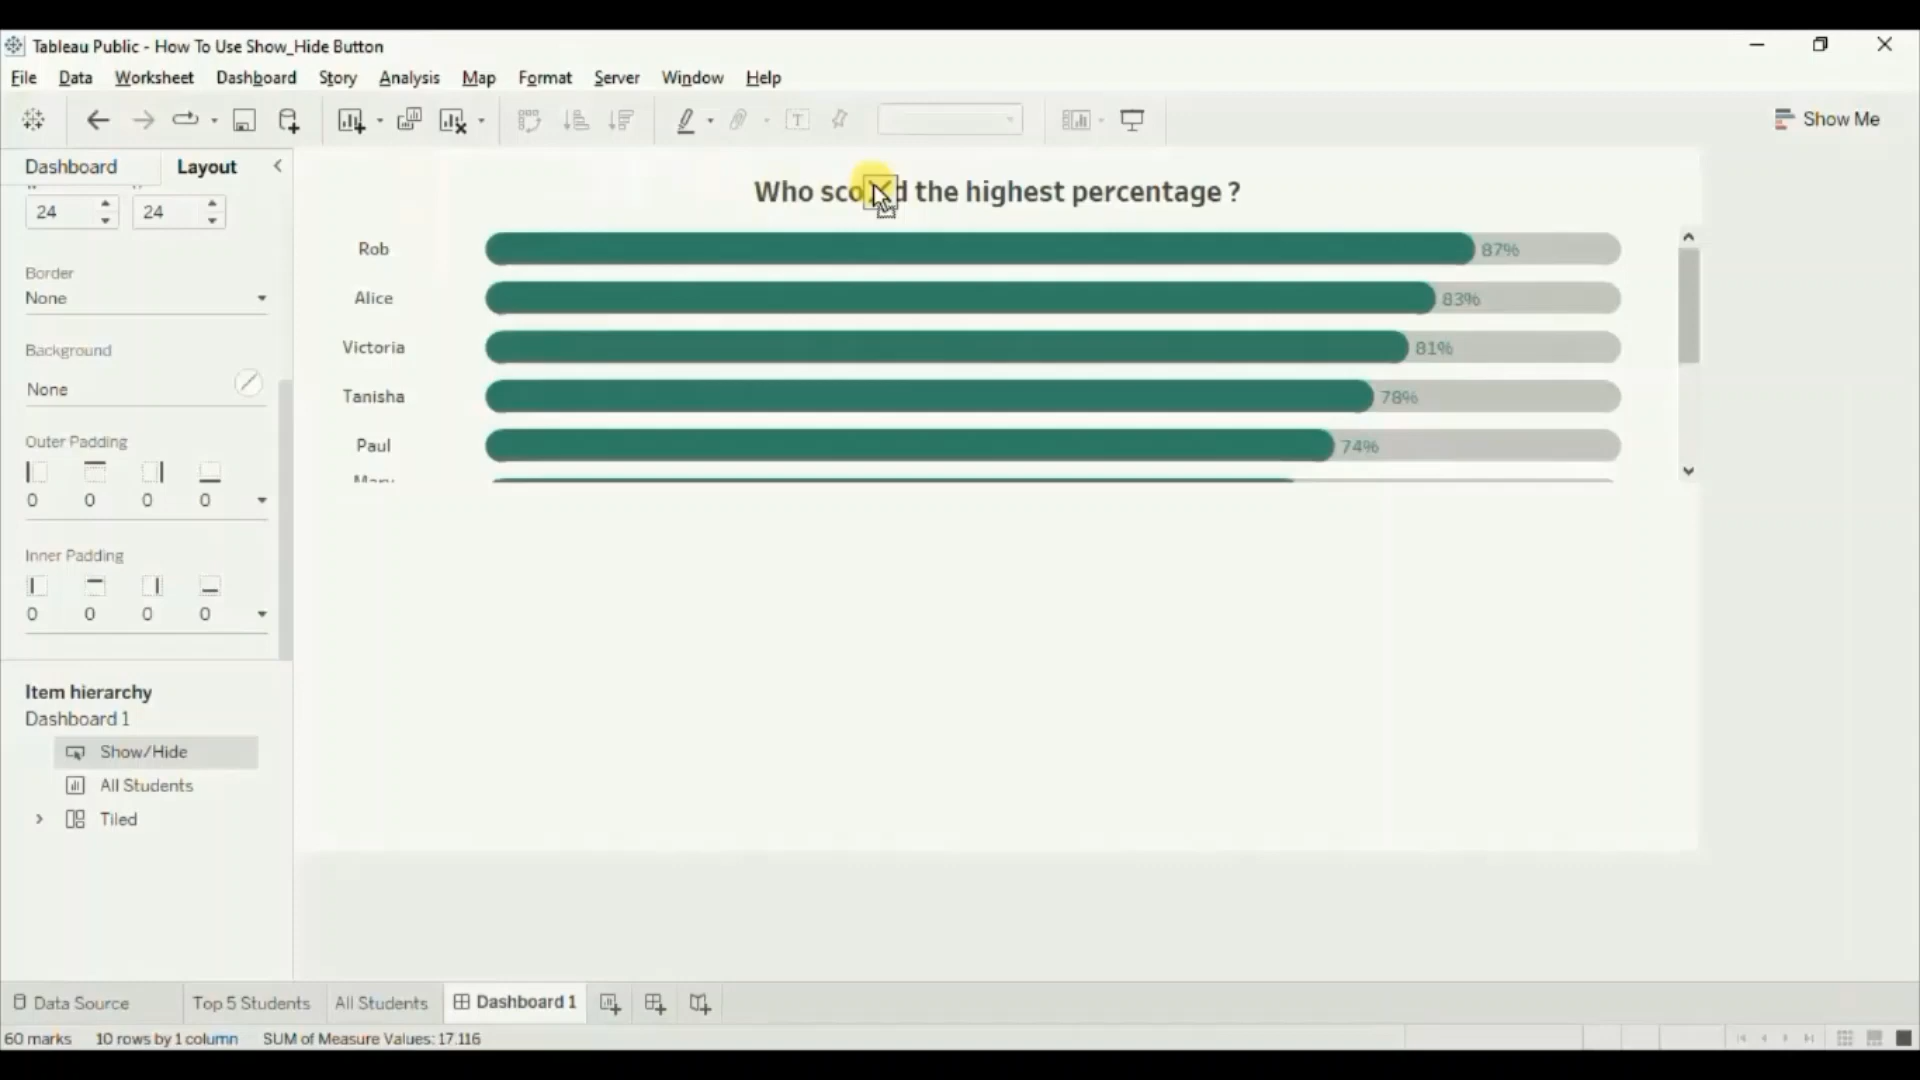 Tableau Public - How To Use Show_Hide Button
File Data Worksheet Dashboard Story Analysis Map Format Server Window Help
Show Me
Dashboard Layout
24 24
Border
None
Background
None
Outer Padding
0 0 0 0
Inner Padding
0 0 0 0
Item hierarchy
Dashboard 1
Show/Hide
All Students
Tiled
Who sco d the highest percentage ?
Rob 87%
Alice 83%
Victoria 81%
Tanisha 78%
Paul 74%
Data Source Top 5 Students All Students Dashboard 1
60 marks 10 rows by 1 column SUM of Measure Values: 17.116